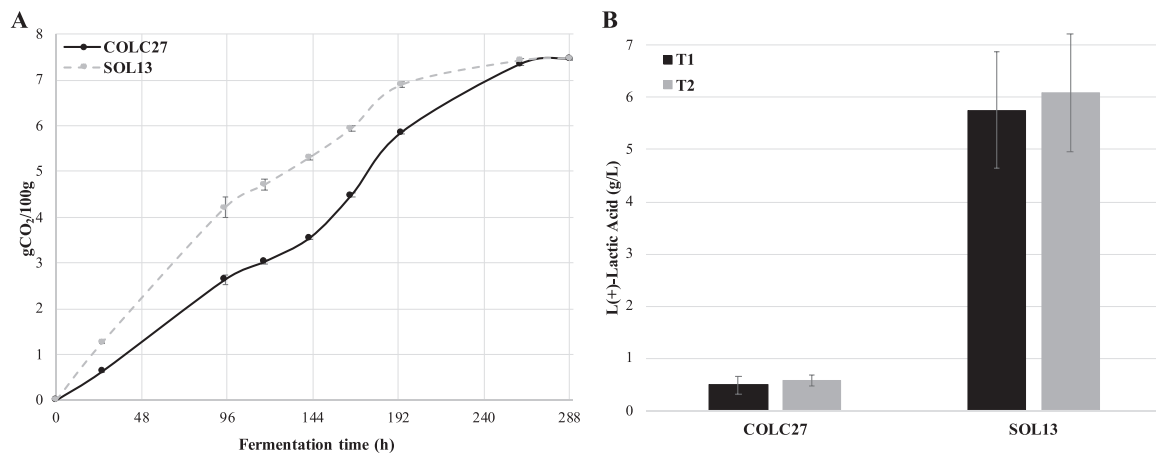 A
COLC27
SOL13
gCO2/100g
8
7
6
5
4
3
2
1
0
0 48 96 144 192 240 288
Fermentation time (h)
B
T1
T2
L(+)-Lactic Acid (g/L)
7
6
5
4
3
2
1
0
COLC27 SOL13